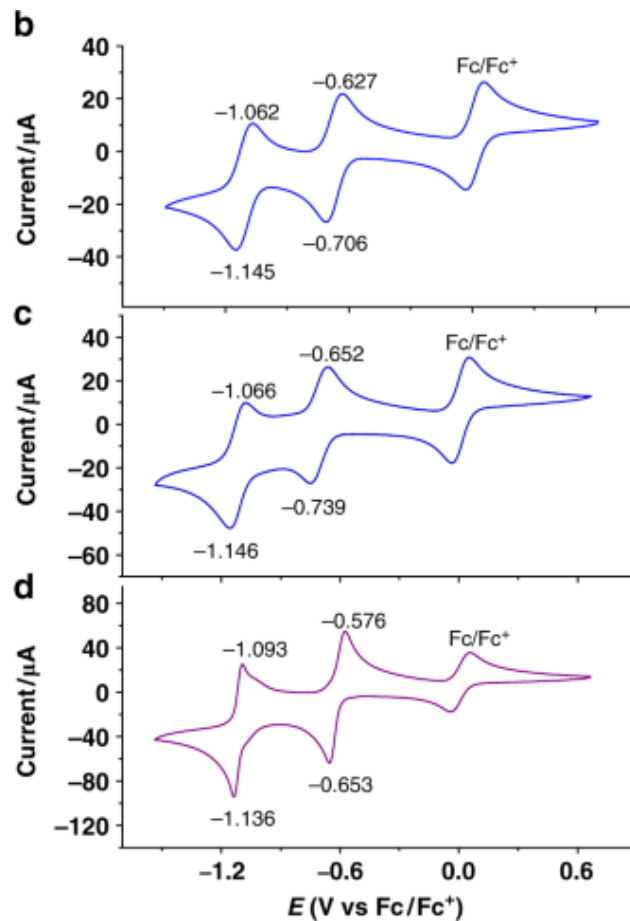 b
40
20
0
−20
−40
Current/μA
−1.062
−0.627
Fc/Fc⁺
−1.145
−0.706
c
40
20
0
−20
−40
−60
Current/μA
−1.066
−0.652
Fc/Fc⁺
−1.146
−0.739
d
80
40
0
−40
−80
−120
Current/μA
−1.093
−0.576
Fc/Fc⁺
−1.136
−0.653
−1.2 −0.6 0.0 0.6
E (V vs Fc/Fc⁺)